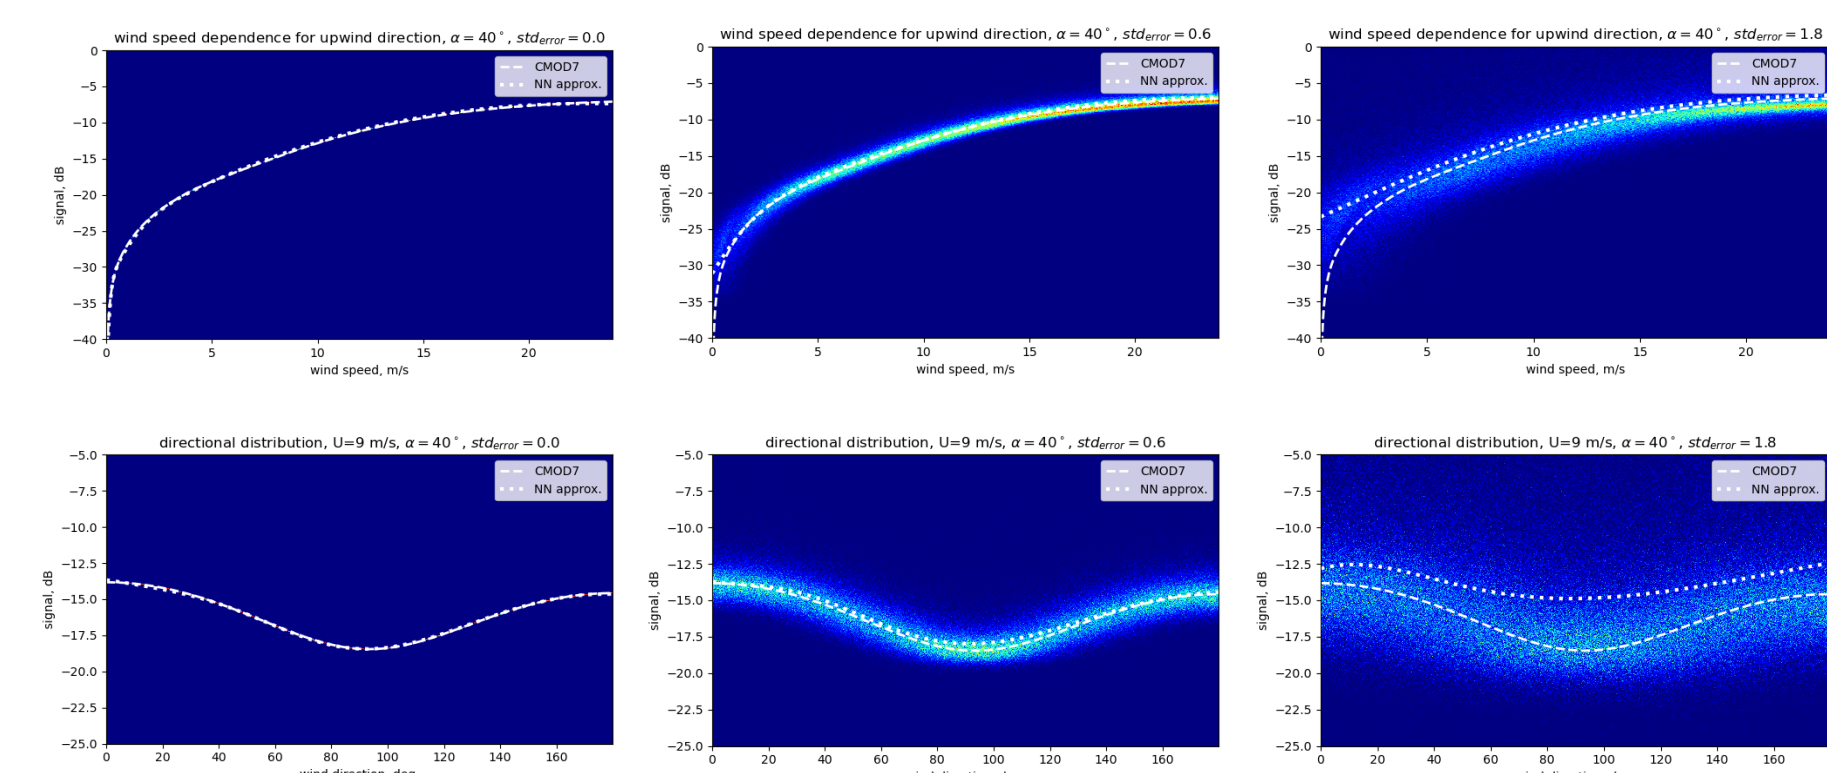 wind speed dependence for upwind direction, α = 40°, std_error = 0.0
0
−5
−10
−15
−20
−25
−30
−35
−40
signal, dB
CMOD7
NN approx.
0 5 10 15 20
wind speed, m/s
wind speed dependence for upwind direction, α = 40°, std_error = 0.6
0
−5
−10
−15
−20
−25
−30
−35
−40
signal, dB
CMOD7
NN approx.
0 5 10 15 20
wind speed, m/s
wind speed dependence for upwind direction, α = 40°, std_error = 1.8
0
−5
−10
−15
−20
−25
−30
−35
−40
signal, dB
CMOD7
NN approx.
0 5 10 15 20
wind speed, m/s
directional distribution, U=9 m/s, α = 40°, std_error = 0.0
−5.0
−7.5
−10.0
−12.5
−15.0
−17.5
−20.0
−22.5
−25.0
signal, dB
CMOD7
NN approx.
0 20 40 60 80 100 120 140 160
directional distribution, U=9 m/s, α = 40°, std_error = 0.6
−5.0
−7.5
−10.0
−12.5
−15.0
−17.5
−20.0
−22.5
−25.0
signal, dB
CMOD7
NN approx.
0 20 40 60 80 100 120 140 160
directional distribution, U=9 m/s, α = 40°, std_error = 1.8
−5.0
−7.5
−10.0
−12.5
−15.0
−17.5
−20.0
−22.5
−25.0
signal, dB
CMOD7
NN approx.
0 20 40 60 80 100 120 140 160